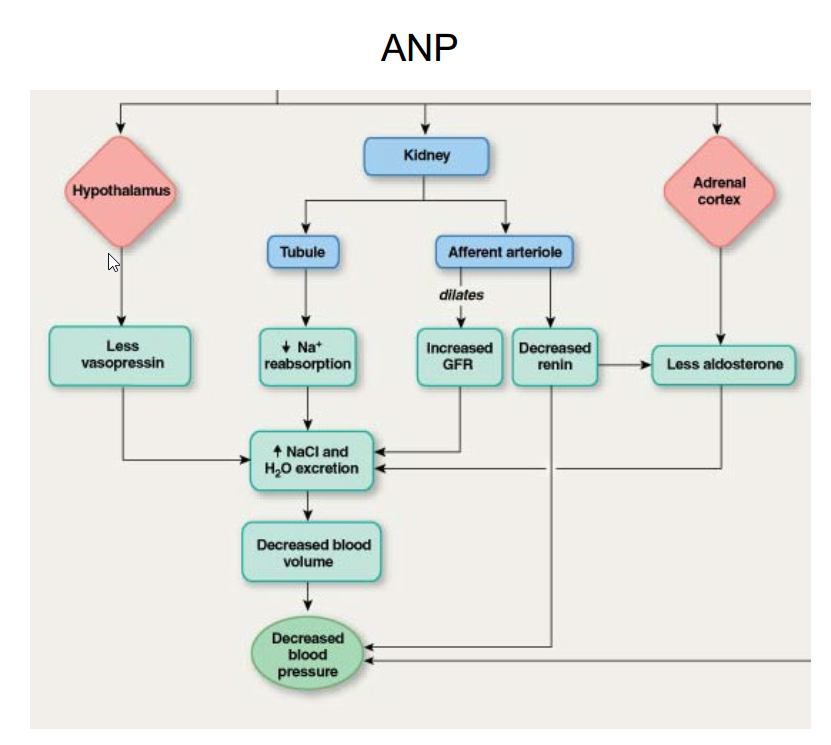 ANP
Hypothalamus
Kidney
Adrenal
cortex
Tubule
Afferent arteriole
dilates
Less
vasopressin
↓ Na⁺
reabsorption
Increased
GFR
Decreased
renin
Less aldosterone
↑ NaCl and
H₂O excretion
Decreased blood
volume
Decreased
blood
pressure